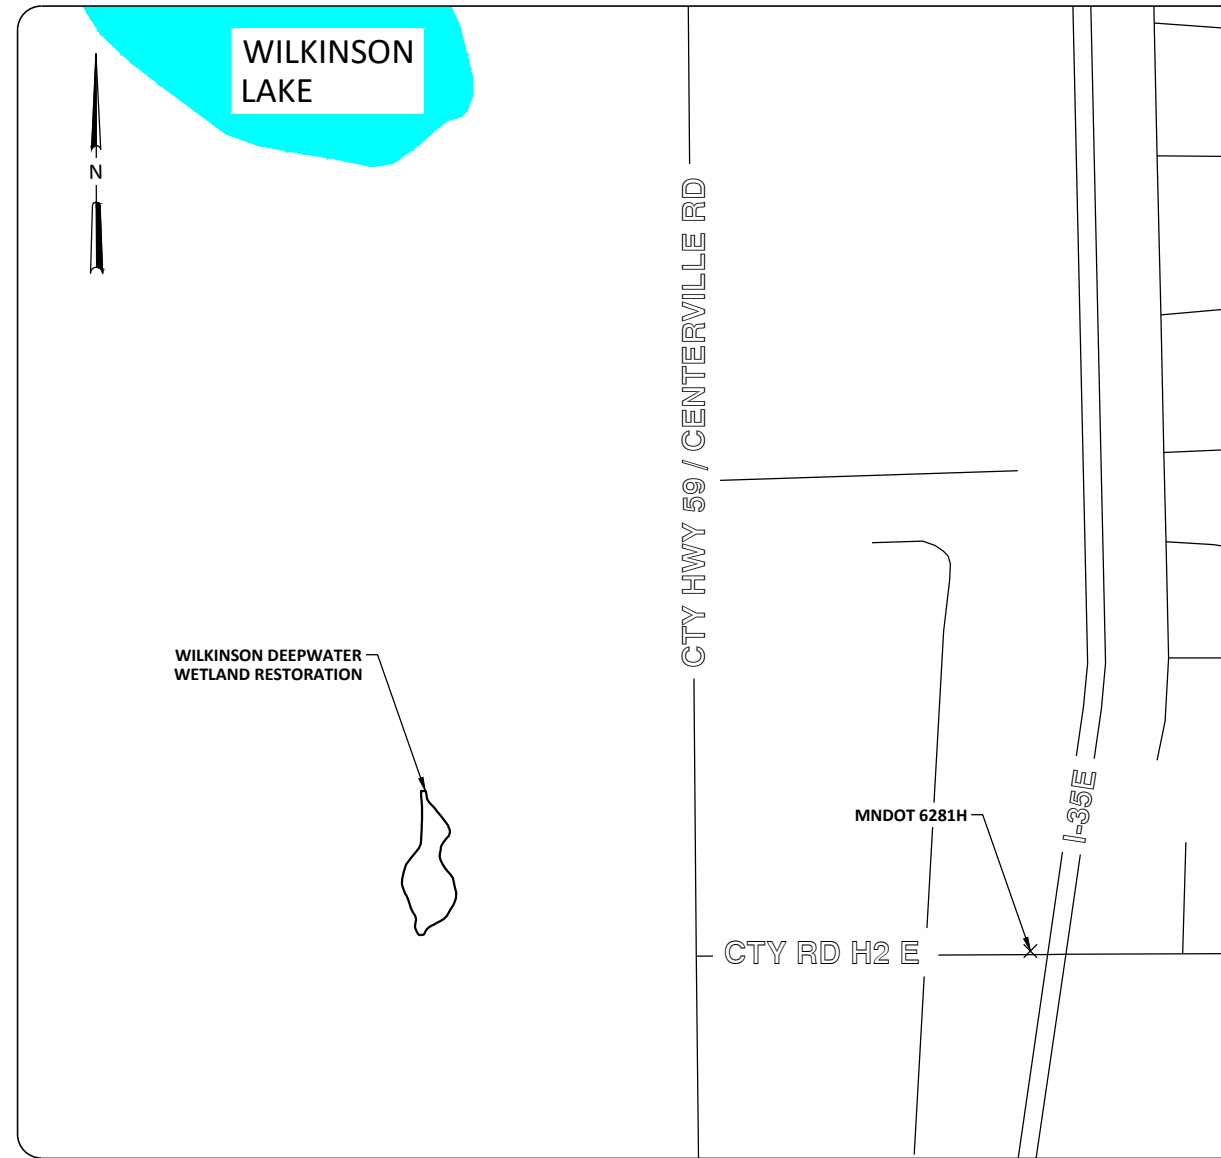 WILKINSON
LAKE
N
CTY HWY 59 / CENTERVILLE RD
WILKINSON DEEPWATER
WETLAND RESTORATION
MNDOT 6281H
I-35E
CTY RD H2 E